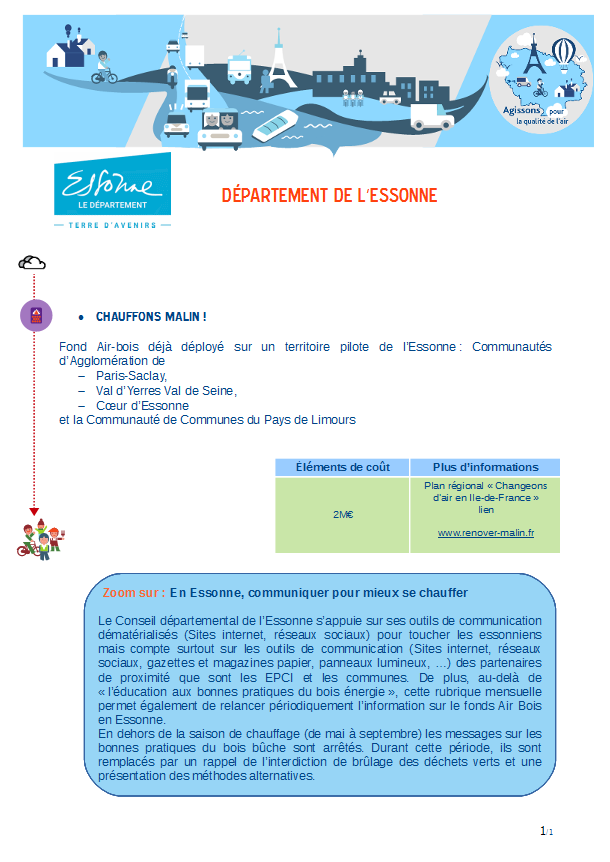 Agissons pour
la qualité de l'air
Essonne
LE DÉPARTEMENT
TERRE D'AVENIRS
DÉPARTEMENT DE L'ESSONNE
• CHAUFFONS MALIN !
Fond Air-bois déjà déployé sur un territoire pilote de l'Essonne : Communautés
d'Agglomération de
– Paris-Saclay,
– Val d'Yerres Val de Seine,
– Cœur d'Essonne
et la Communauté de Communes du Pays de Limours
Éléments de coût
Plus d'informations
2M€
Plan régional « Changeons
d'air en Ile-de-France »
lien
www.renover-malin.fr
Zoom sur : En Essonne, communiquer pour mieux se chauffer
Le Conseil départemental de l'Essonne s'appuie sur ses outils de communication
dématérialisés (Sites internet, réseaux sociaux) pour toucher les essonniens
mais compte surtout sur les outils de communication (Sites internet, réseaux
sociaux, gazettes et magazines papier, panneaux lumineux, …) des partenaires
de proximité que sont les EPCI et les communes. De plus, au-delà de
« l'éducation aux bonnes pratiques du bois énergie », cette rubrique mensuelle
permet également de relancer périodiquement l'information sur le fonds Air Bois
en Essonne.
En dehors de la saison de chauffage (de mai à septembre) les messages sur les
bonnes pratiques du bois bûche sont arrêtés. Durant cette période, ils sont
remplacés par un rappel de l'interdiction de brûlage des déchets verts et une
présentation des méthodes alternatives.
1/1